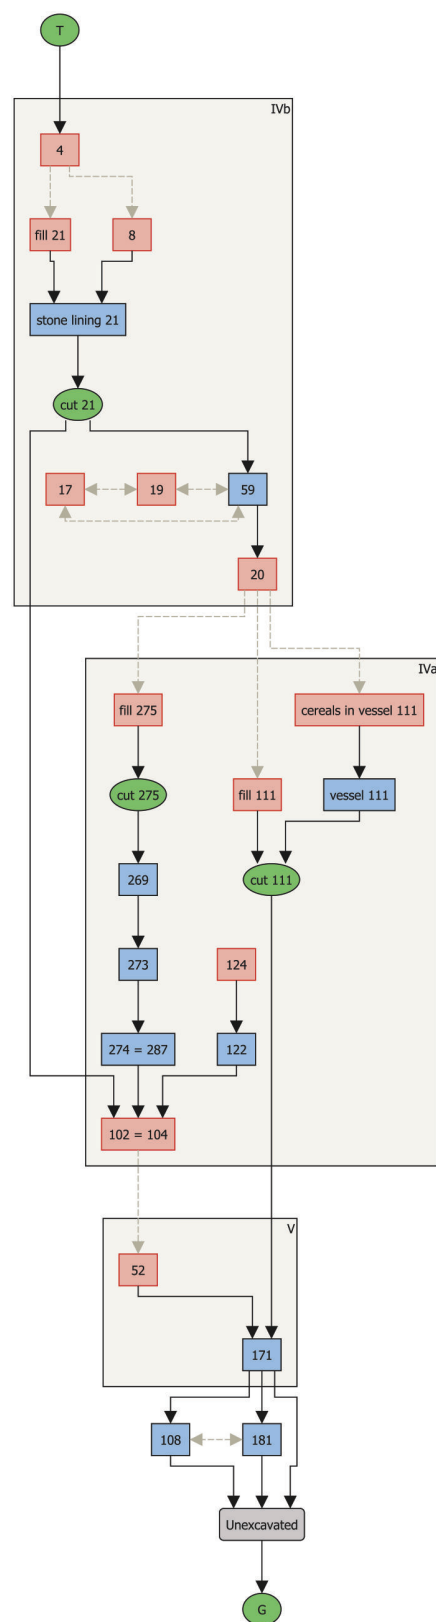 T
IVb
4
fill 21
8
stone lining 21
cut 21
17
19
59
20
IVa
fill 275
cereals in vessel 111
cut 275
fill 111
vessel 111
269
cut 111
273
124
274 = 287
122
102 = 104
V
52
171
108
181
Unexcavated
G